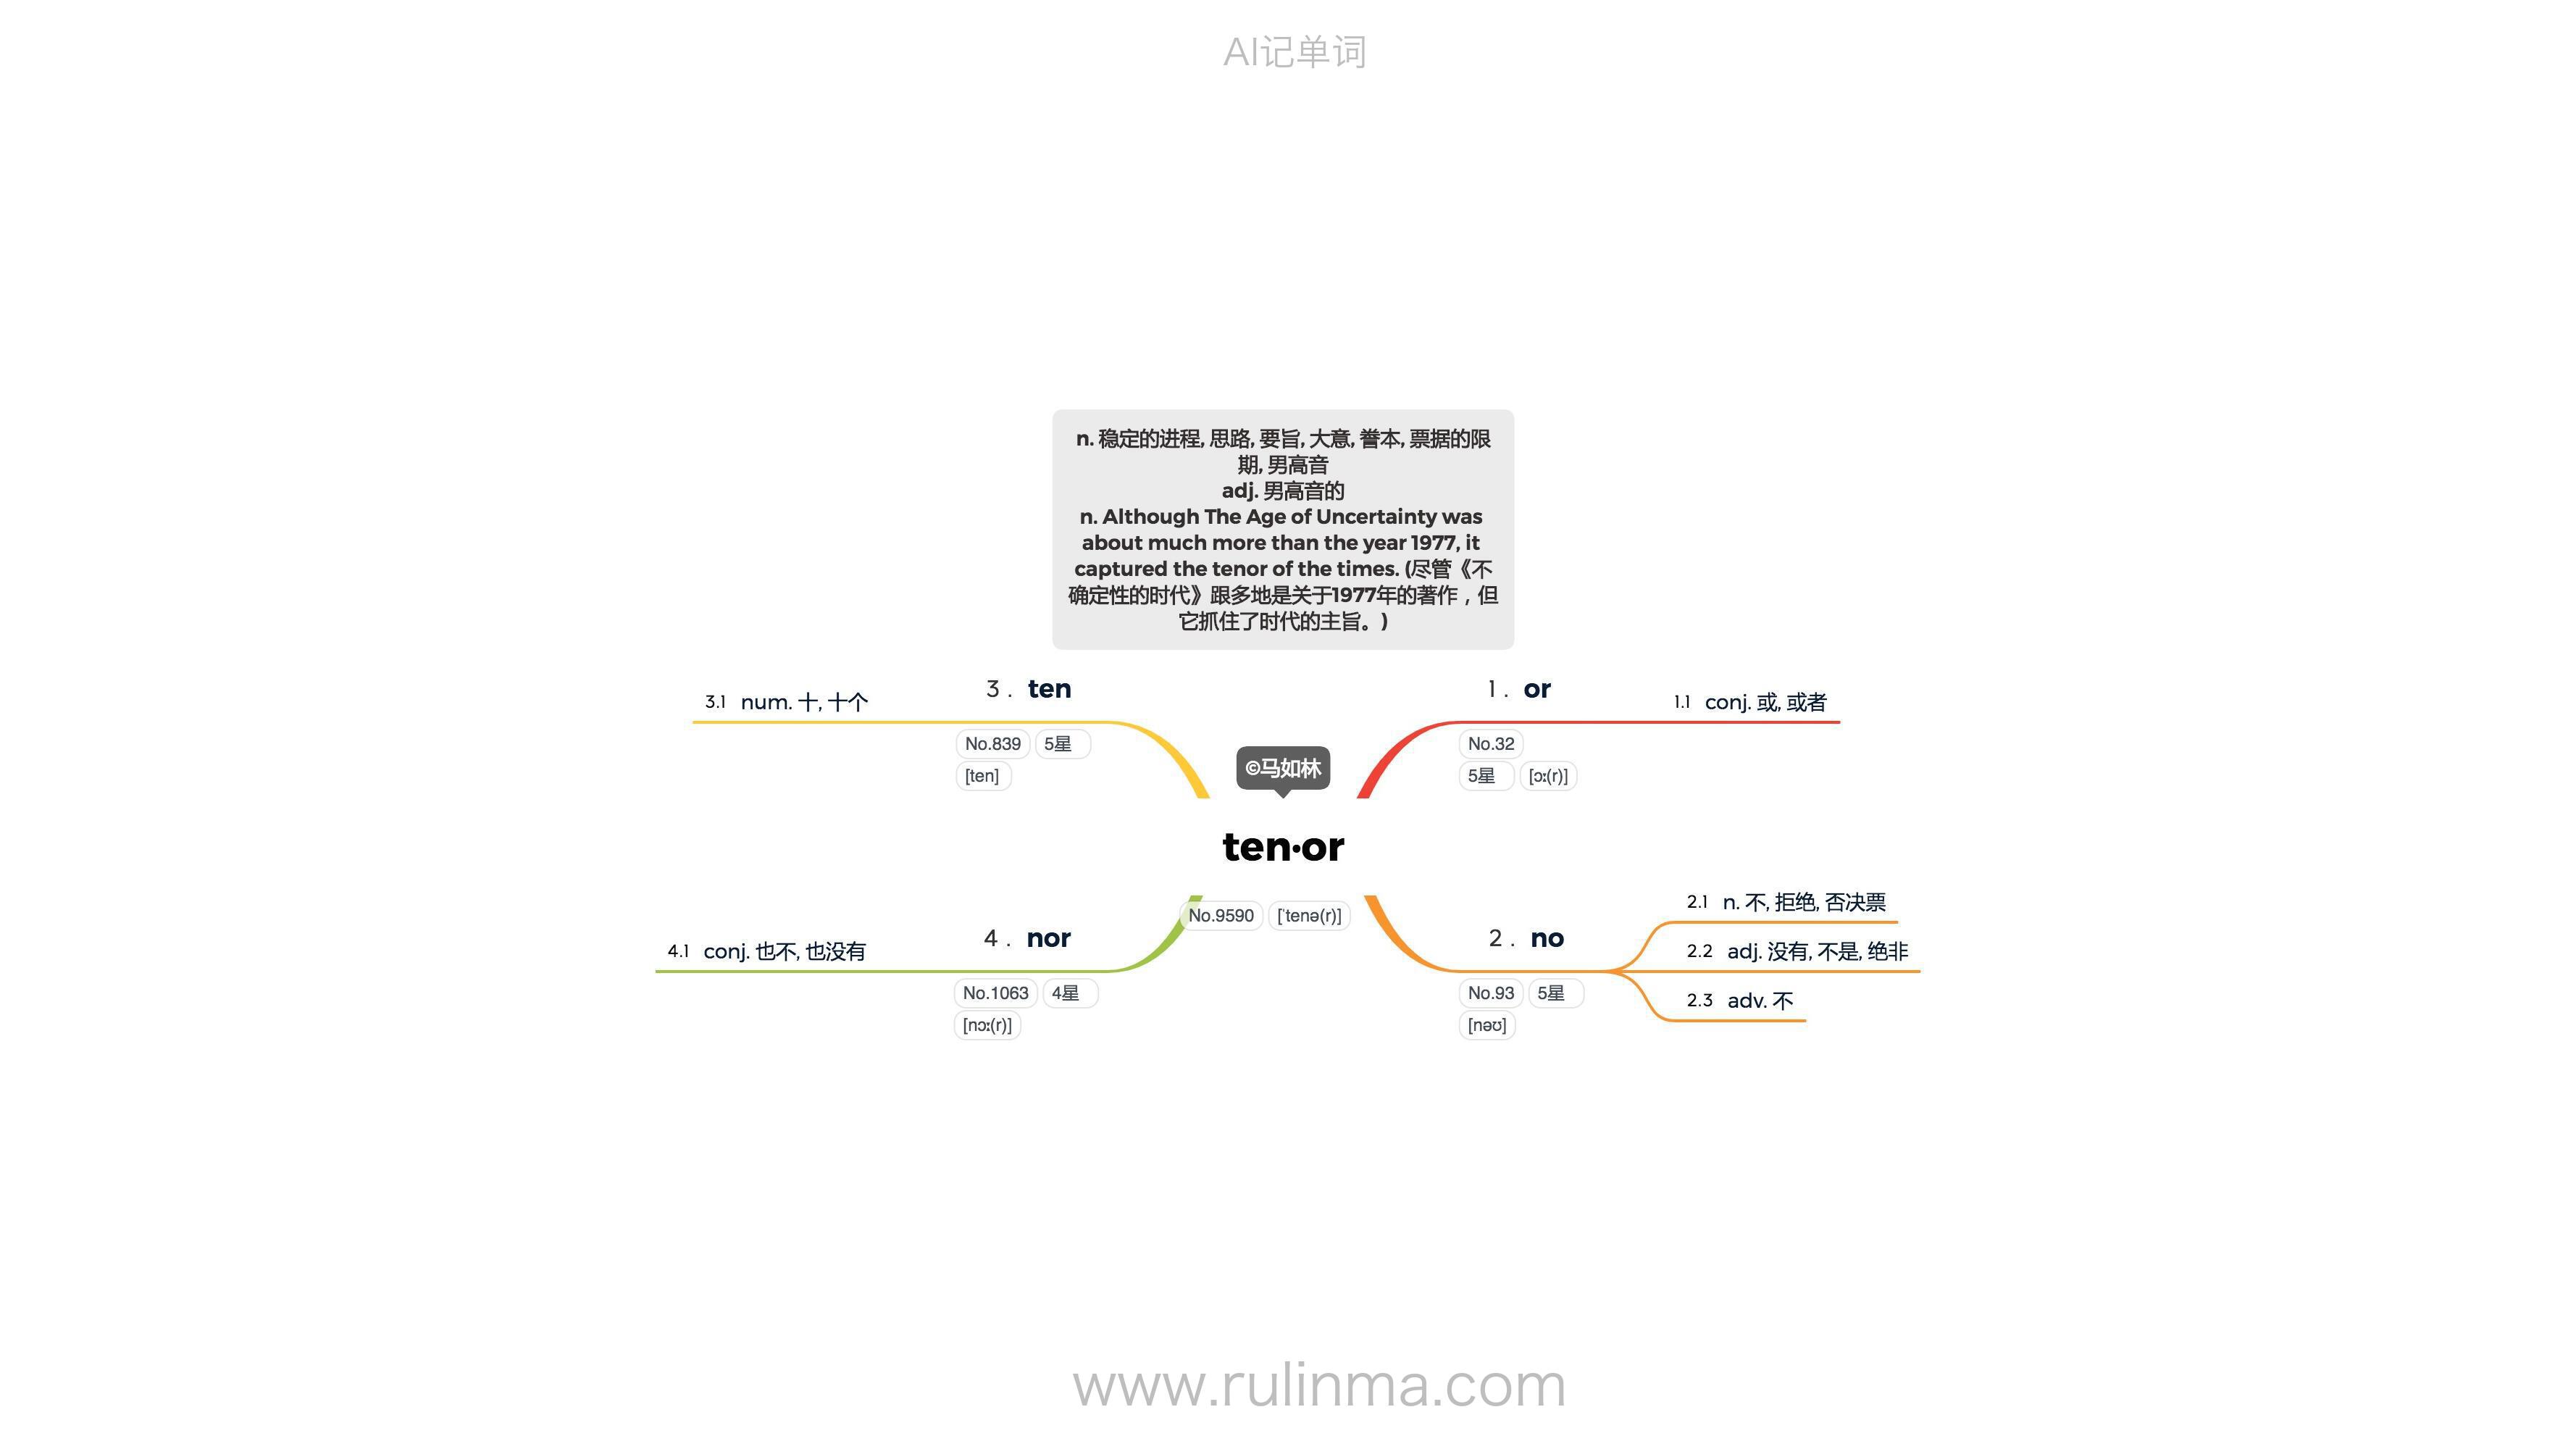 AI记单词
n. 稳定的进程, 思路, 要旨, 大意, 誊本, 票据的限
期, 男高音
adj. 男高音的
n. Although The Age of Uncertainty was
about much more than the year 1977, it
captured the tenor of the times. (尽管《不
确定性的时代》跟多地是关于1977年的著作，但
它抓住了时代的主旨。)
©马如林
ten·or
No.9590 [ˈtenə(r)]
1 . or
No.32
5星 [ɔː(r)]
1.1 conj. 或, 或者
2 . no
No.93 5星
[nəʊ]
2.1 n. 不, 拒绝, 否决票
2.2 adj. 没有, 不是, 绝非
2.3 adv. 不
3 . ten
No.839 5星
[ten]
3.1 num. 十, 十个
4 . nor
No.1063 4星
[nɔː(r)]
4.1 conj. 也不, 也没有
www.rulinma.com